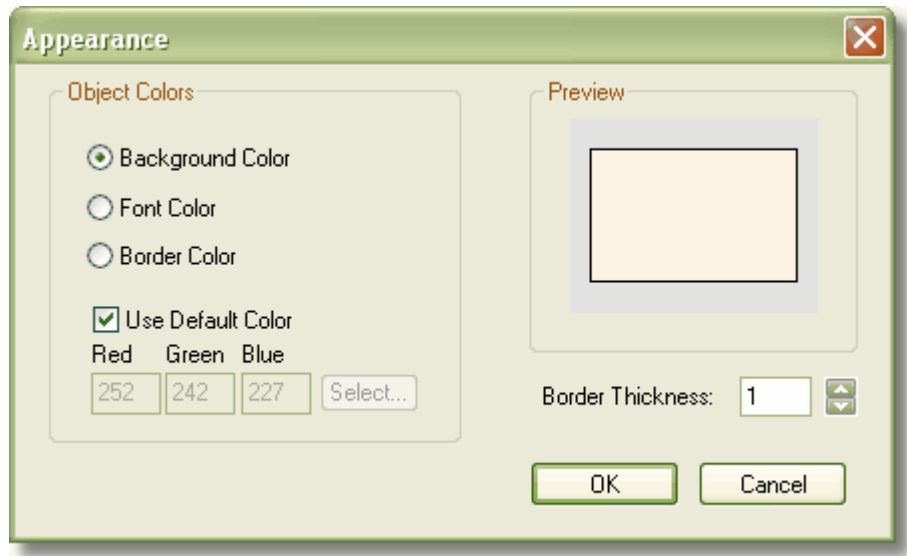 Appearance
Object Colors
Background Color
Font Color
Border Color
Use Default Color
Red Green Blue
252 242 227 Select...
Preview
Border Thickness: 1
OK Cancel